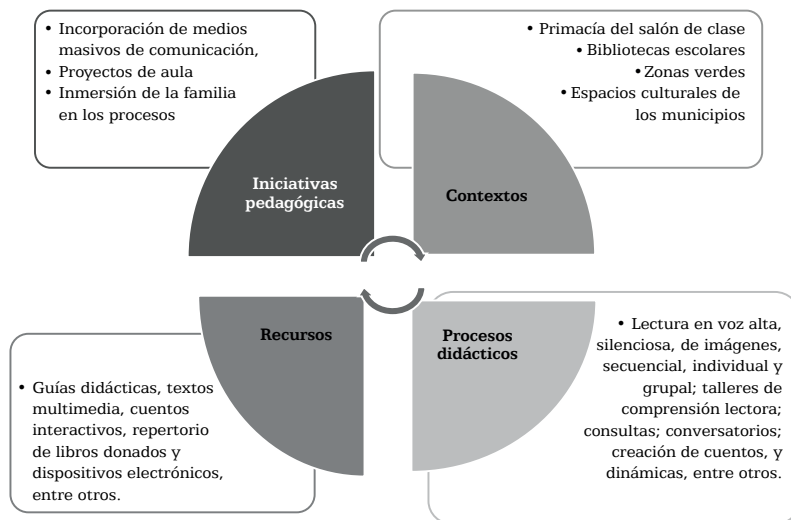 • Incorporación de medios
masivos de comunicación,
• Proyectos de aula
• Inmersión de la familia
en los procesos
• Primacía del salón de clase
• Bibliotecas escolares
• Zonas verdes
• Espacios culturales de
los municipios
Iniciativas
pedagógicas
Contextos
Recursos
Procesos
didácticos
• Guías didácticas, textos
multimedia, cuentos
interactivos, repertorio
de libros donados y
dispositivos electrónicos,
entre otros.
• Lectura en voz alta,
silenciosa, de imágenes,
secuencial, individual y
grupal; talleres de
comprensión lectora;
consultas; conversatorios;
creación de cuentos, y
dinámicas, entre otros.